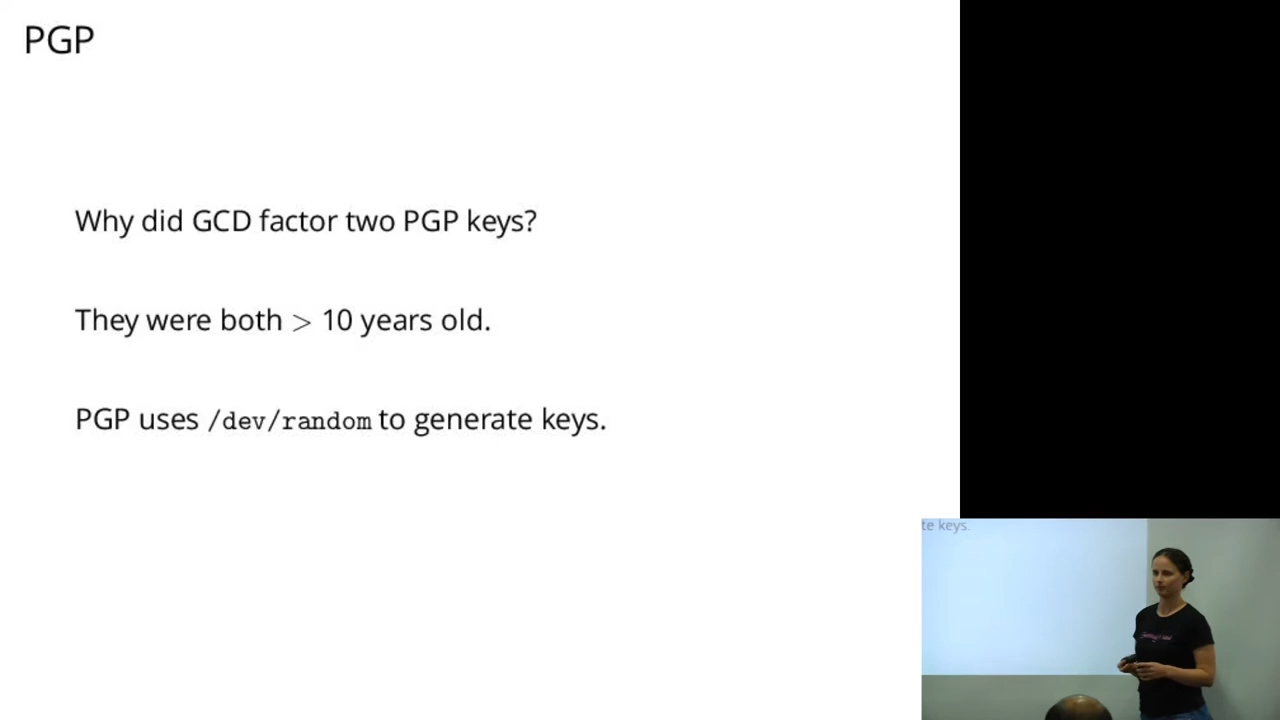 PGP
Why did GCD factor two PGP keys?
They were both > 10 years old.
PGP uses /dev/random to generate keys.
te keys.